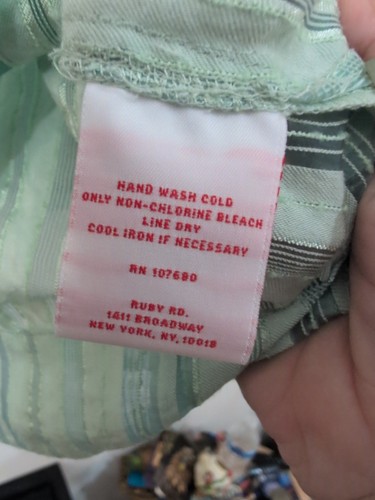 HAND WASH COLD
ONLY NON-CHLORINE BLEACH
LINE DRY
COOL IRON IF NECESSARY
RN 107680
RUBY RD.
1411 BROADWAY
NEW YORK, NY, 10018